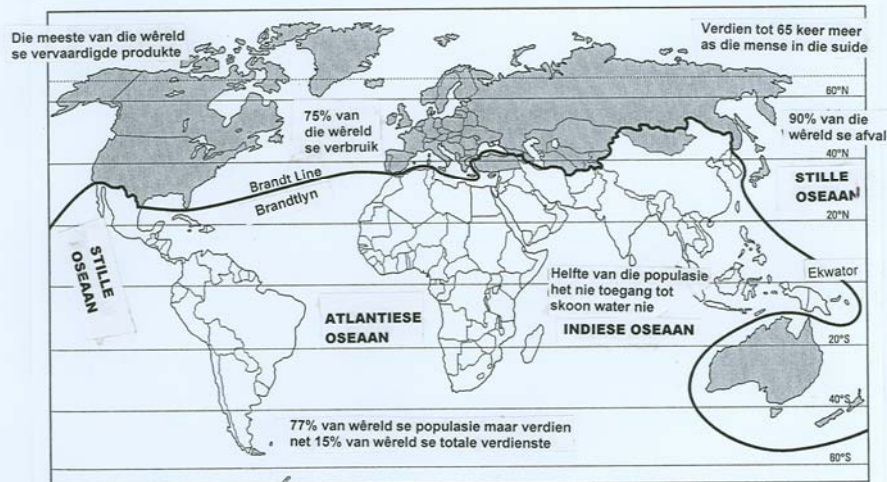 Die meeste van die wêreld
se vervaardigde produkte
Verdien tot 65 keer meer
as die mense in die suide
60°N
75% van
die wêreld
se verbruik
90% van die
wêreld se afval
40°N
Brandt Line
Brandtlyn
STILLE
OSEAAN
20°N
STILLE
OSEAAN
Helfte van die populasie
het nie toegang tot
skoon water nie
Ekwator
ATLANTIESE
OSEAAN
INDIESE OSEAAN
20°S
40°S
77% van wêreld se populasie maar verdien
net 15% van wêreld se totale verdienste
60°S